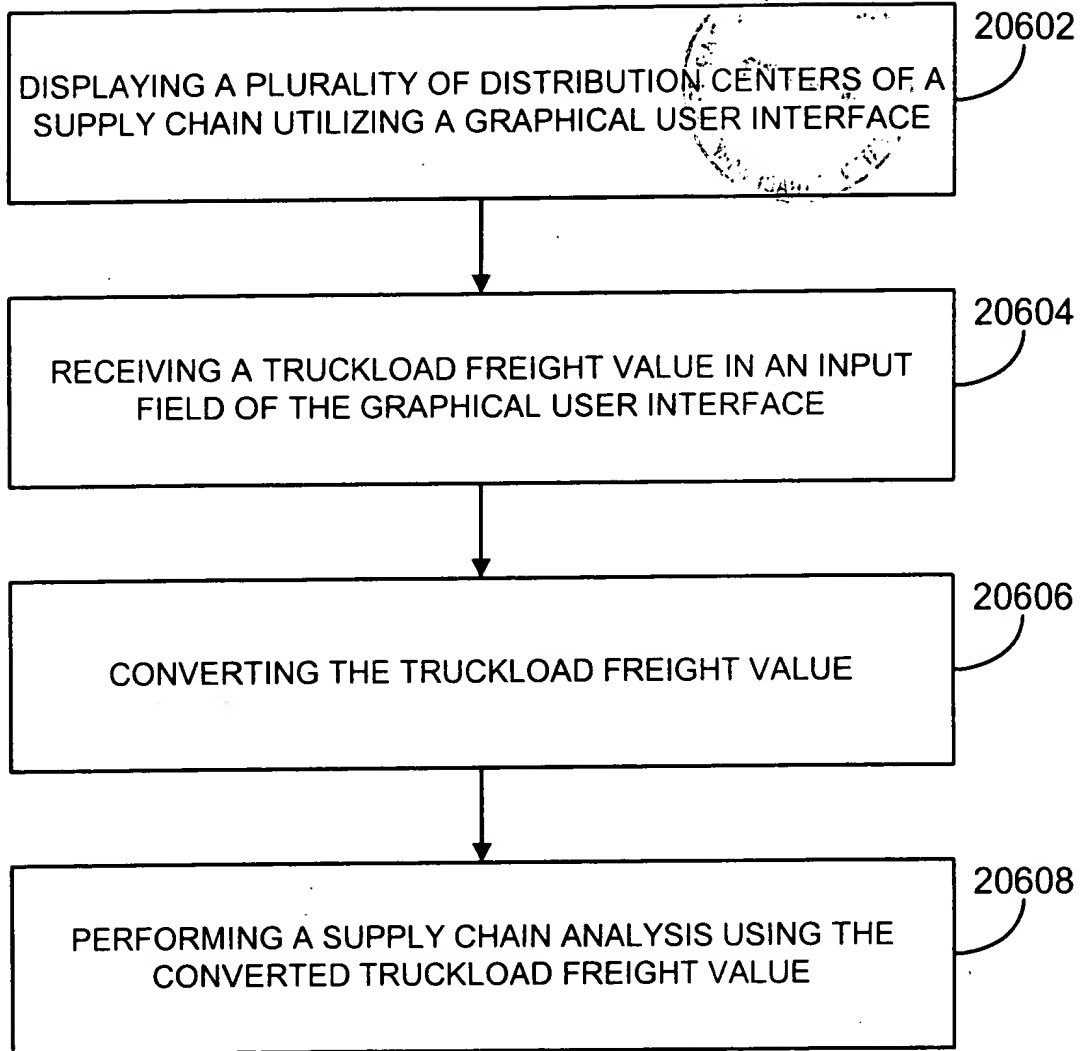 20602
DISPLAYING A PLURALITY OF DISTRIBUTION CENTERS OF A
SUPPLY CHAIN UTILIZING A GRAPHICAL USER INTERFACE
20604
RECEIVING A TRUCKLOAD FREIGHT VALUE IN AN INPUT
FIELD OF THE GRAPHICAL USER INTERFACE
20606
CONVERTING THE TRUCKLOAD FREIGHT VALUE
20608
PERFORMING A SUPPLY CHAIN ANALYSIS USING THE
CONVERTED TRUCKLOAD FREIGHT VALUE